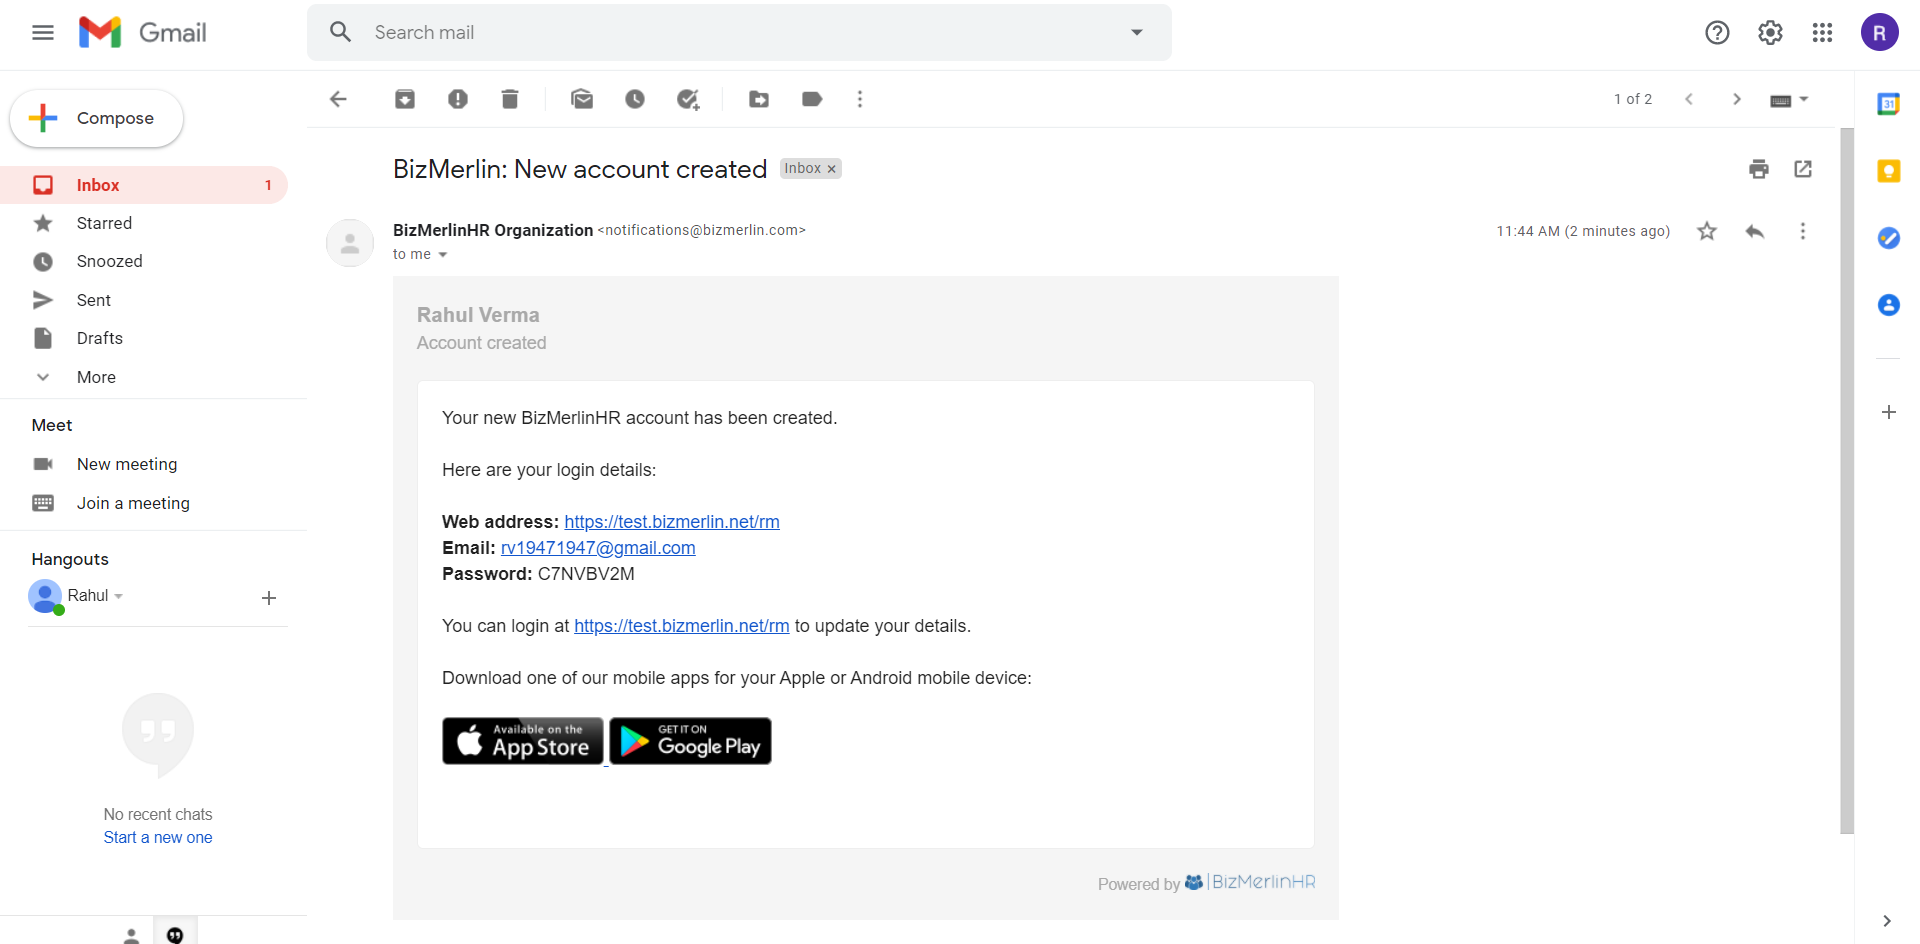 Gmail
Search mail
R
Compose
1 of 2
31
Inbox 1
Starred
Snoozed
Sent
Drafts
More
Meet
New meeting
Join a meeting
Hangouts
Rahul
No recent chats
Start a new one
BizMerlin: New account created Inbox x
BizMerlinHR Organization <notifications@bizmerlin.com> 11:44 AM (2 minutes ago)
to me
Rahul Verma
Account created
Your new BizMerlinHR account has been created.
Here are your login details:
Web address: https://test.bizmerlin.net/rm
Email: rv19471947@gmail.com
Password: C7NVBV2M
You can login at https://test.bizmerlin.net/rm to update your details.
Download one of our mobile apps for your Apple or Android mobile device:
Available on the
App Store
GET IT ON
Google Play
Powered by BizMerlinHR